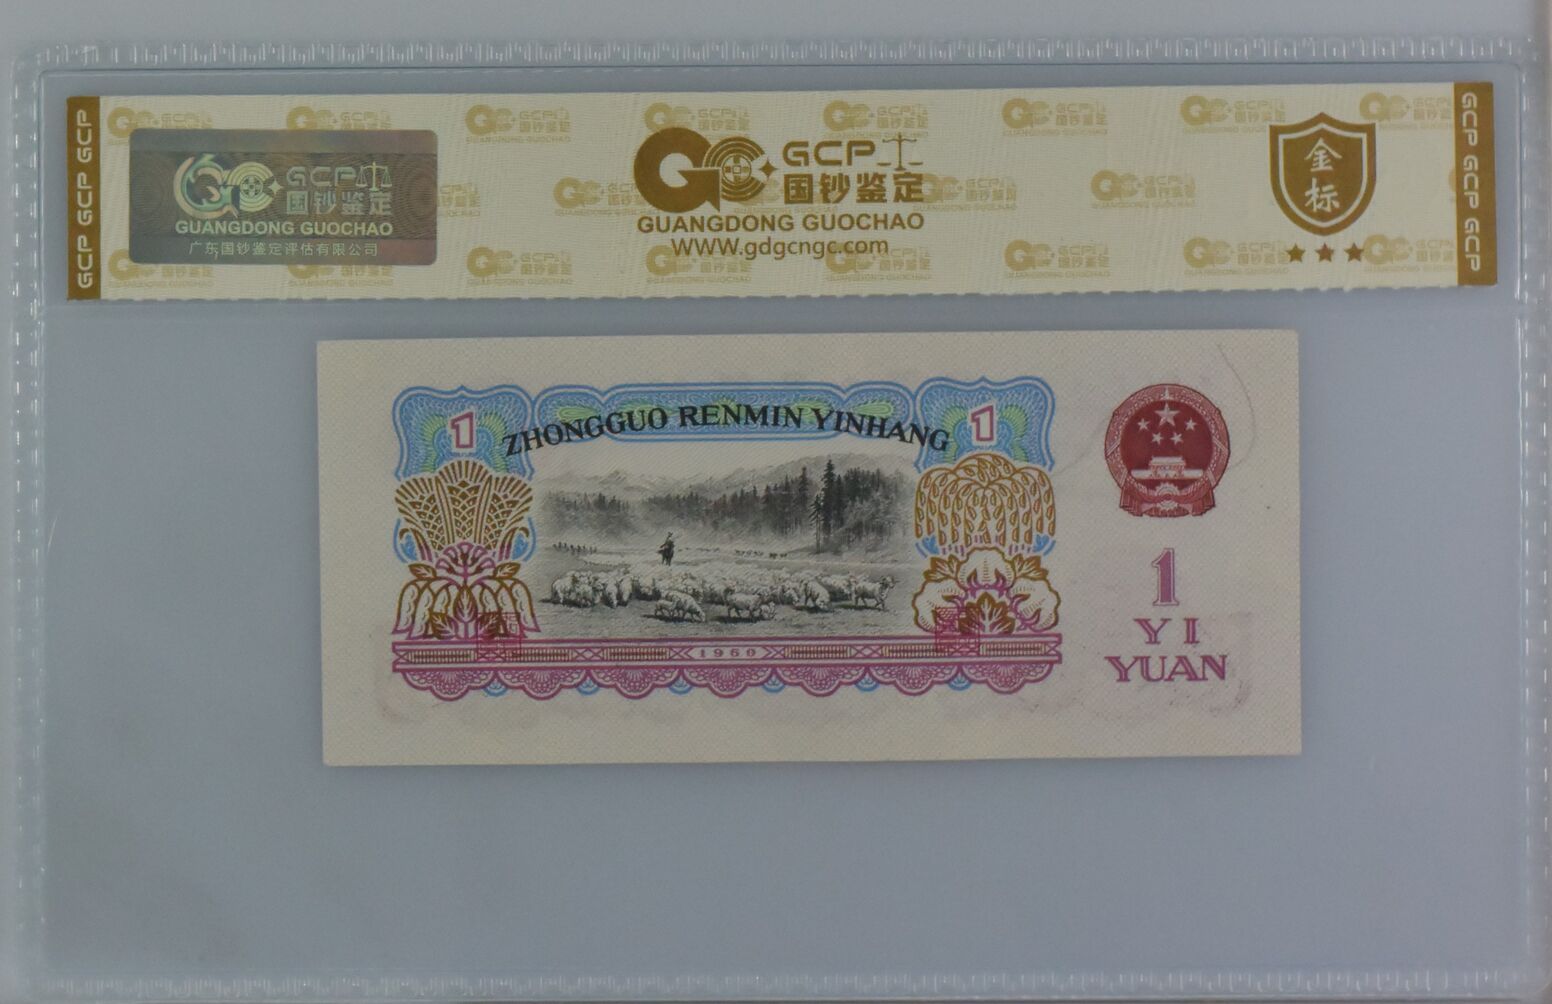 GCP GCP GCP
GCP
国钞鉴定
GUANGDONG GUOCHAO
广东国钞鉴定评估有限公司
GCP
国钞鉴定
GUANGDONG GUOCHAO
WWW.gdgcngc.com
金
标
GCP GCP GCP
1
ZHONGGUO RENMIN YINHANG
1
1
YI
YUAN
1960